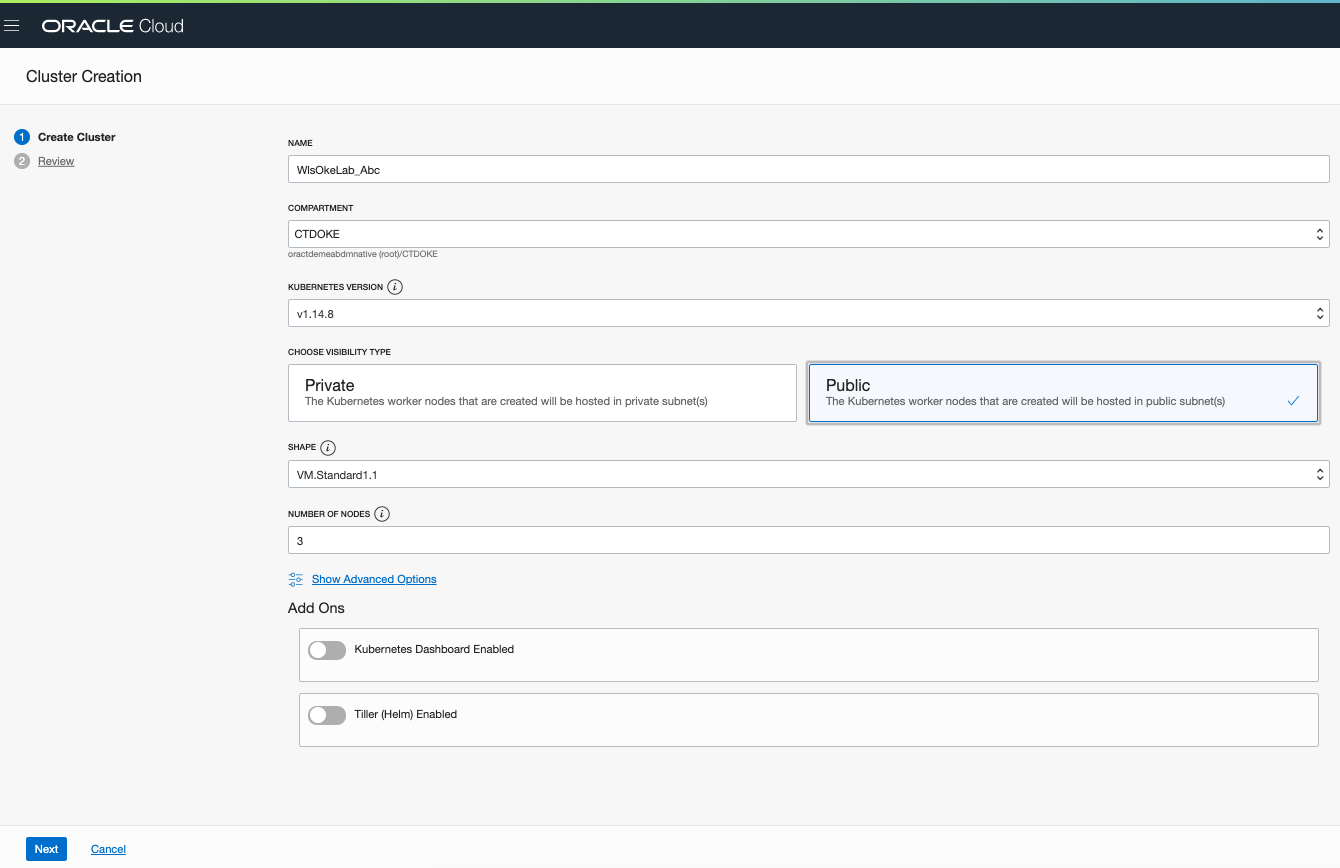 ORACLE Cloud
Cluster Creation
1 Create Cluster
2 Review
NAME
WlsOkeLab_Abc
COMPARTMENT
CTDOKE
oractdemeabdmnative (root)/CTDOKE
KUBERNETES VERSION i
v1.14.8
CHOOSE VISIBILITY TYPE
Private
The Kubernetes worker nodes that are created will be hosted in private subnet(s)
Public
The Kubernetes worker nodes that are created will be hosted in public subnet(s)
SHAPE i
VM.Standard1.1
NUMBER OF NODES i
3
Show Advanced Options
Add Ons
Kubernetes Dashboard Enabled
Tiller (Helm) Enabled
Next Cancel